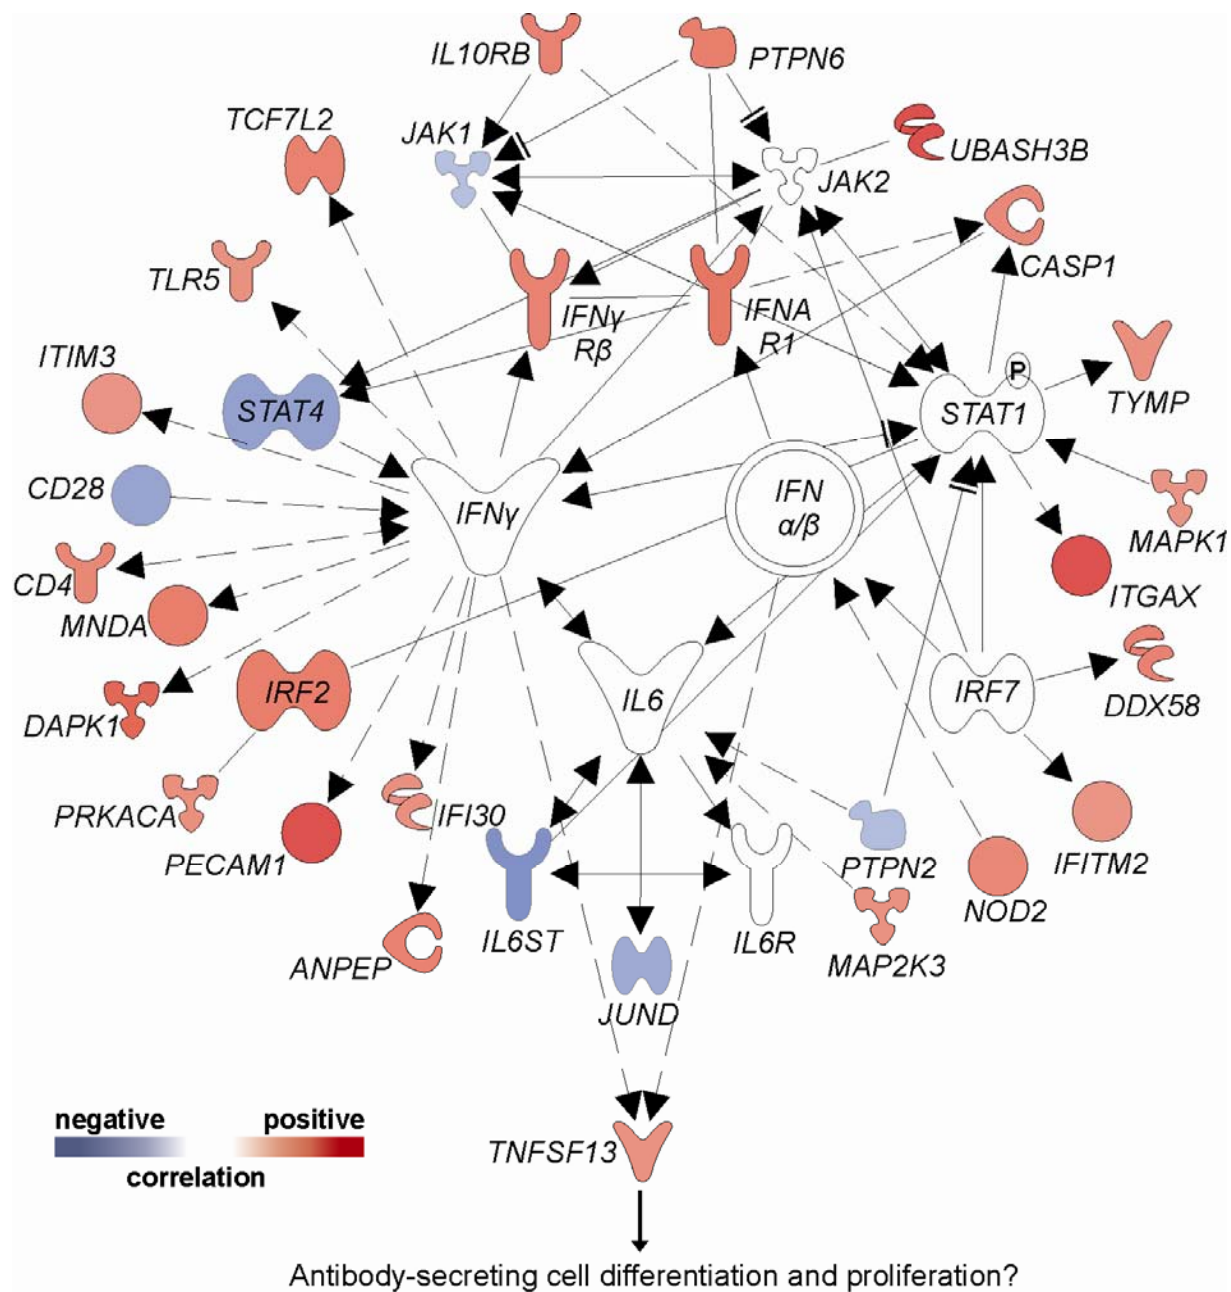 IL10RB
PTPN6
TCF7L2
JAK1
UBASH3B
JAK2
TLR5
CASP1
IFNγ
Rβ
IFNA
R1
ITIM3
P
TYMP
STAT4
STAT1
CD28
IFNγ
IFN
α/β
MAPK1
CD4
ITGAX
MNDA
IRF2
IL6
IRF7
DDX58
DAPK1
PRKACA
IFI30
PECAM1
PTPN2
IFITM2
NOD2
ANPEP
IL6ST
IL6R
MAP2K3
JUND
negative positive
correlation
TNFSF13
Antibody-secreting cell differentiation and proliferation?